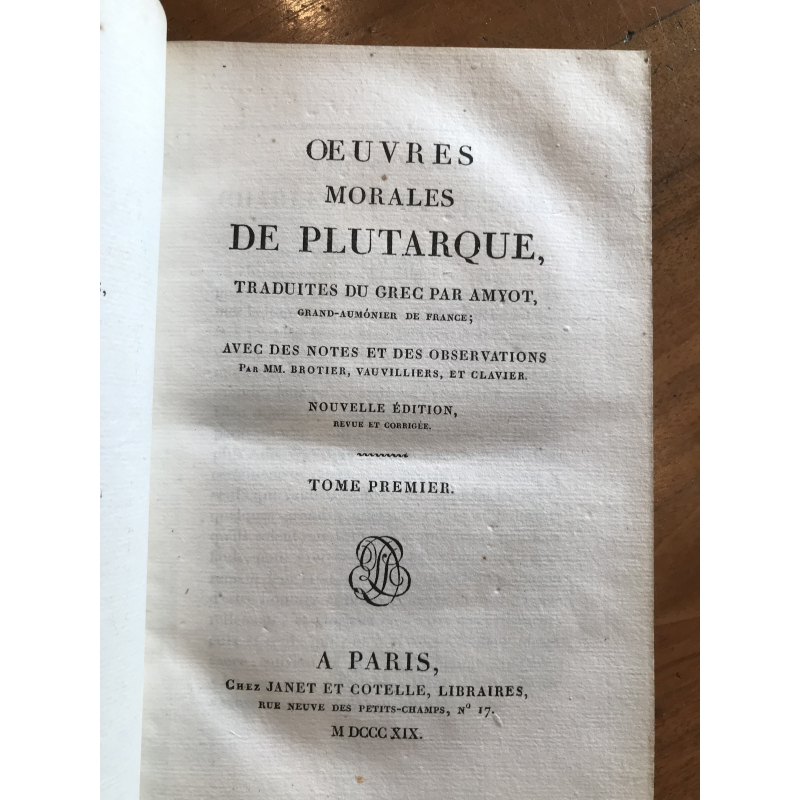 OEUVRES
MORALES
DE PLUTARQUE,
TRADUITES DU GREC PAR AMYOT,
GRAND-AUMÓNIER DE FRANCE;
AVEC DES NOTES ET DES OBSERVATIONS
PAR MM. BROTIER, VAUVILLIERS, ET CLAVIER.
NOUVELLE ÉDITION,
REVUE ET CORRIGÉE.
TOME PREMIER.
A PARIS,
CHEZ JANET ET COTELLE, LIBRAIRES,
RUE NEUVE DES PETITS-CHAMPS, Nº 17.
M DCCC XIX.